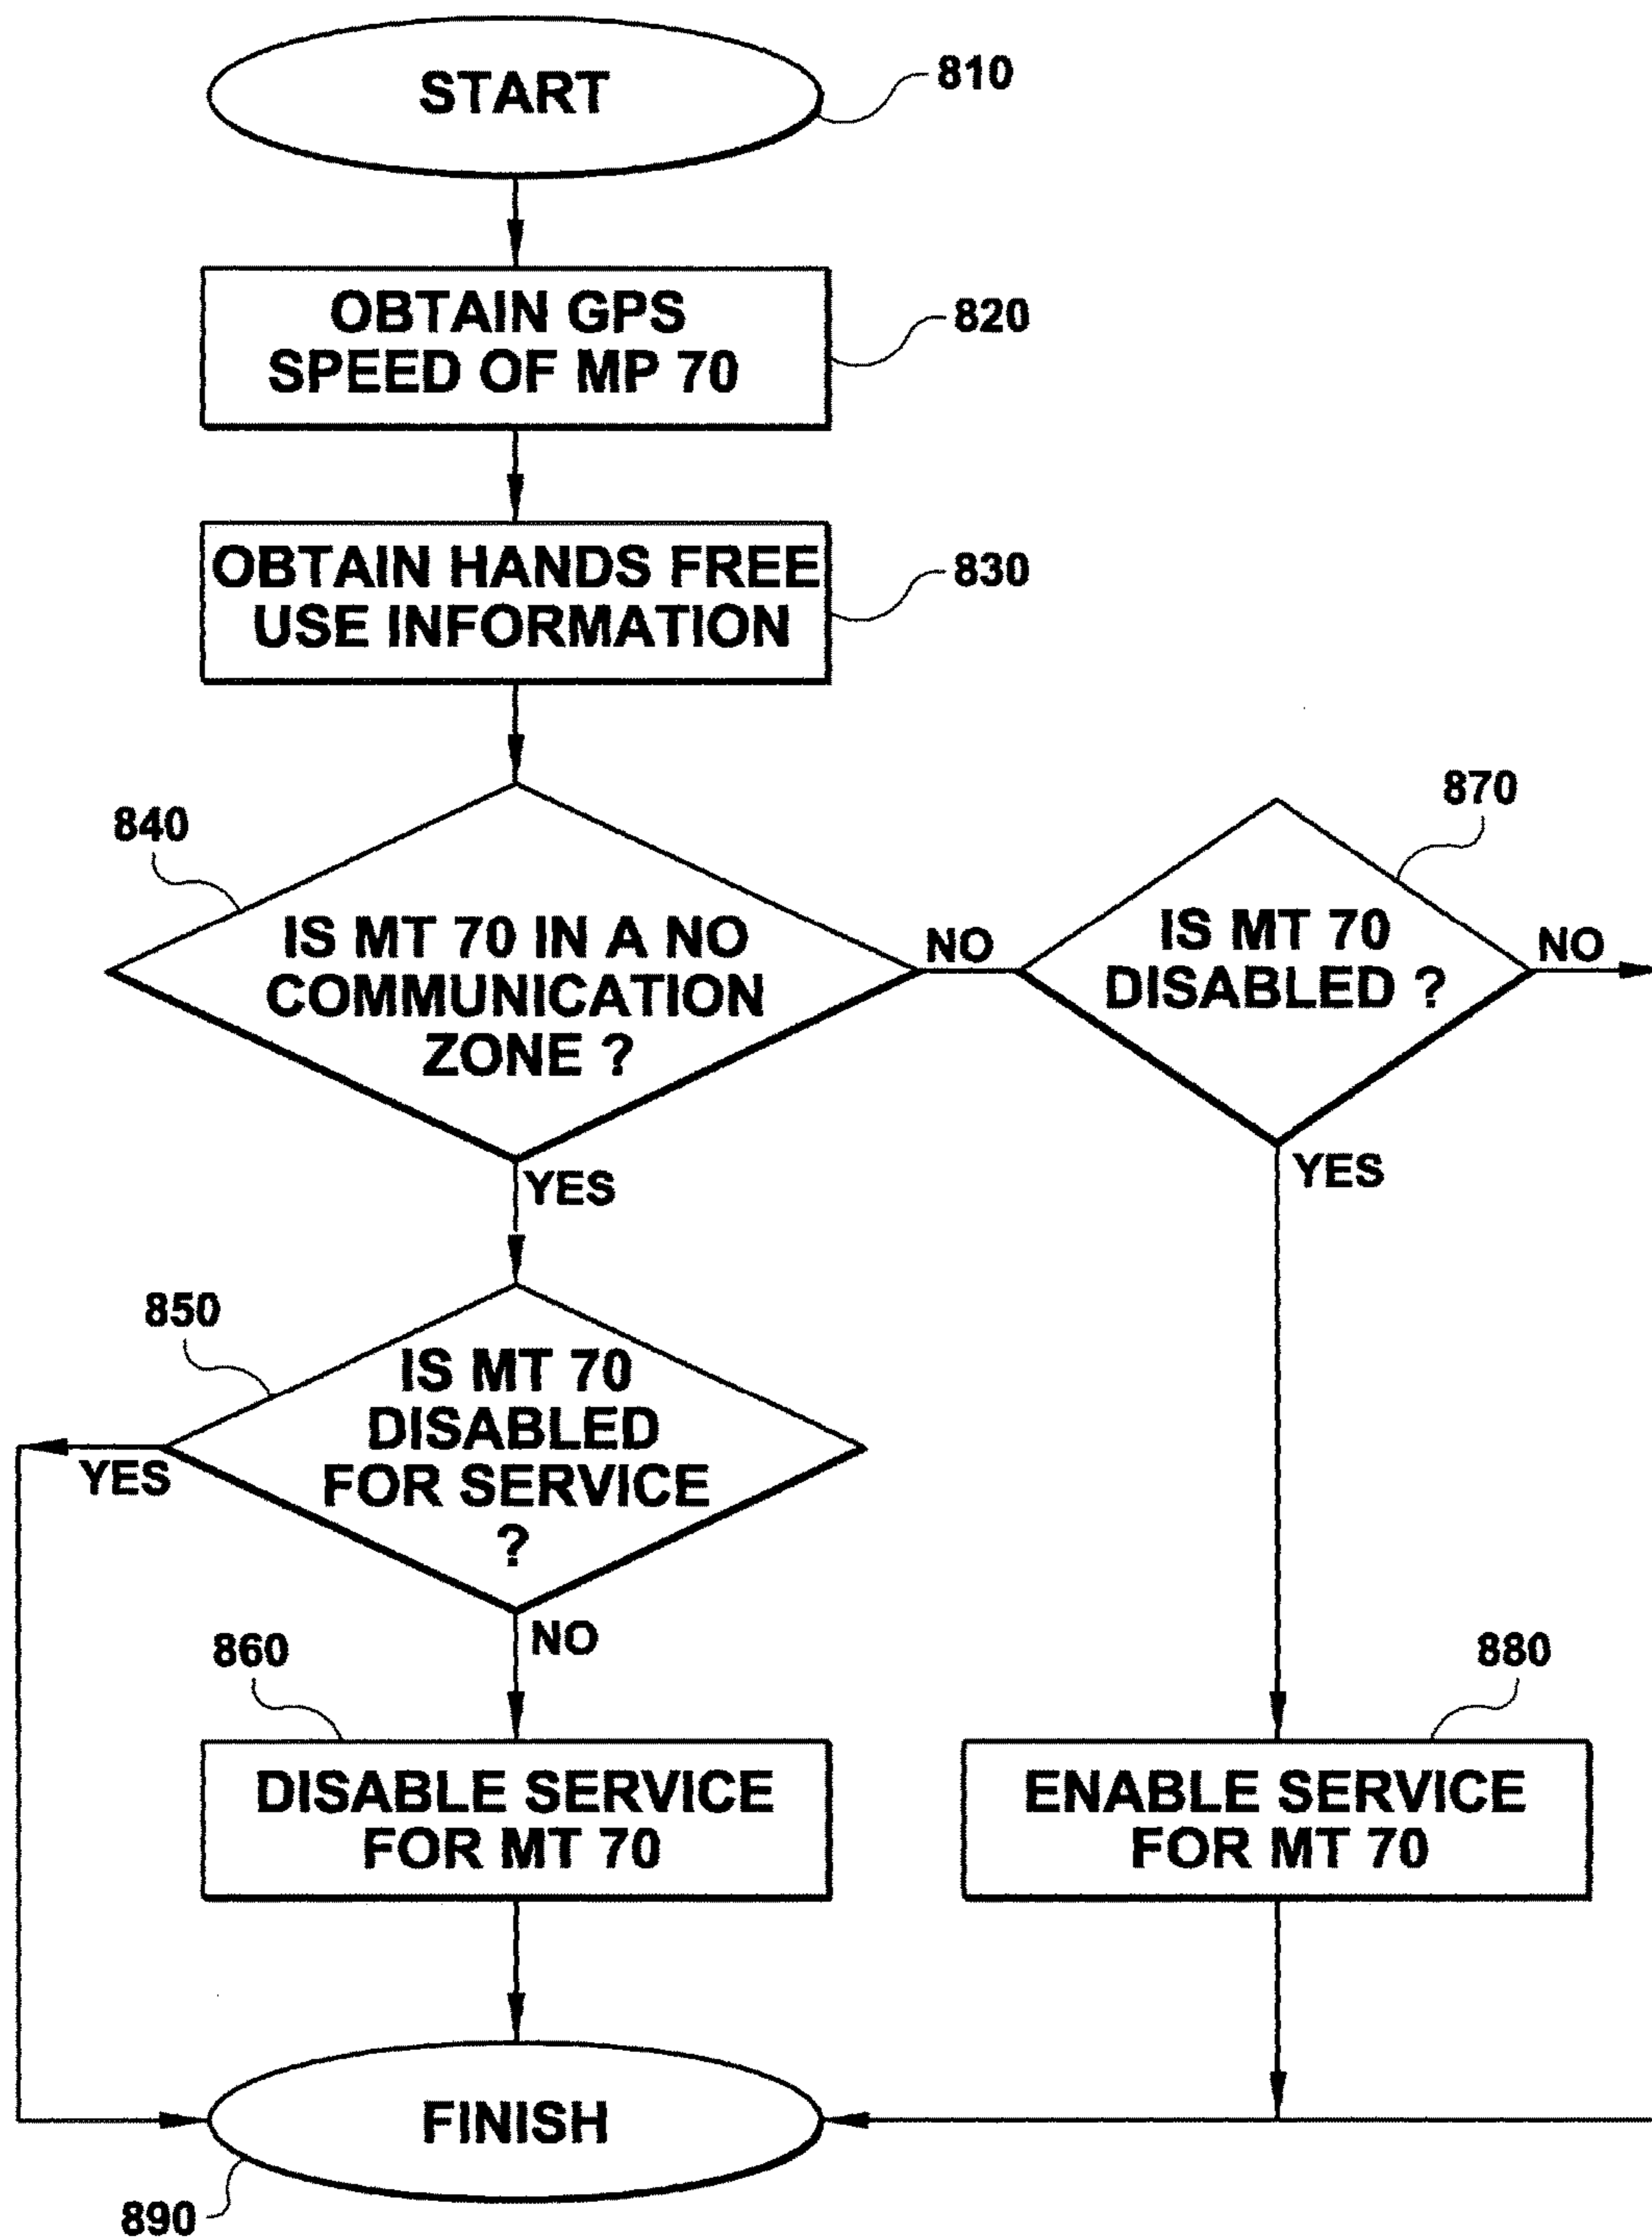 START
810
OBTAIN GPS
SPEED OF MP 70
820
OBTAIN HANDS FREE
USE INFORMATION
830
840
IS MT 70 IN A NO
COMMUNICATION
ZONE ?
NO
YES
870
IS MT 70
DISABLED ?
NO
YES
850
IS MT 70
DISABLED
FOR SERVICE
?
YES
NO
860
DISABLE SERVICE
FOR MT 70
880
ENABLE SERVICE
FOR MT 70
FINISH
890